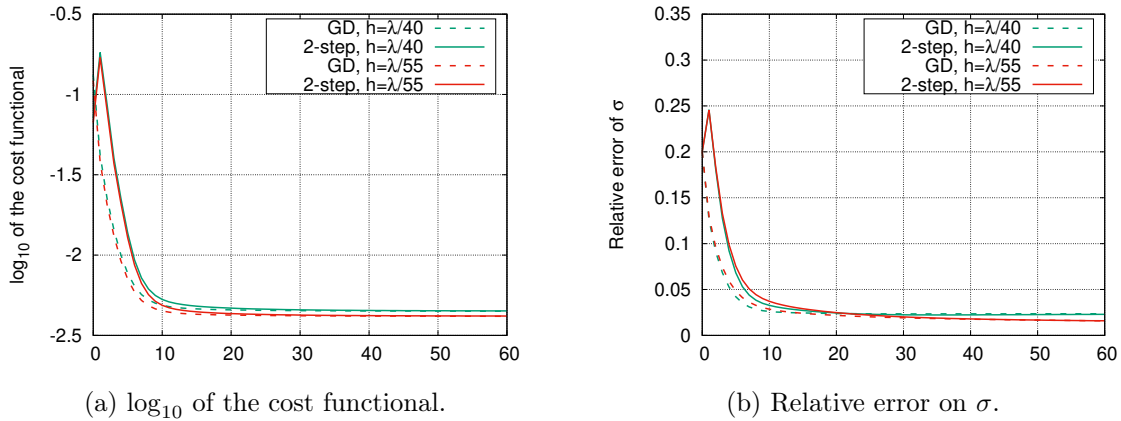 log₁₀ of the cost functional
-0.5
-1
-1.5
-2
-2.5
0 10 20 30 40 50 60
GD, h=λ/40
2-step, h=λ/40
GD, h=λ/55
2-step, h=λ/55
(a) log₁₀ of the cost functional.
Relative error of σ
0.35
0.3
0.25
0.2
0.15
0.1
0.05
0
0 10 20 30 40 50 60
GD, h=λ/40
2-step, h=λ/40
GD, h=λ/55
2-step, h=λ/55
(b) Relative error on σ.